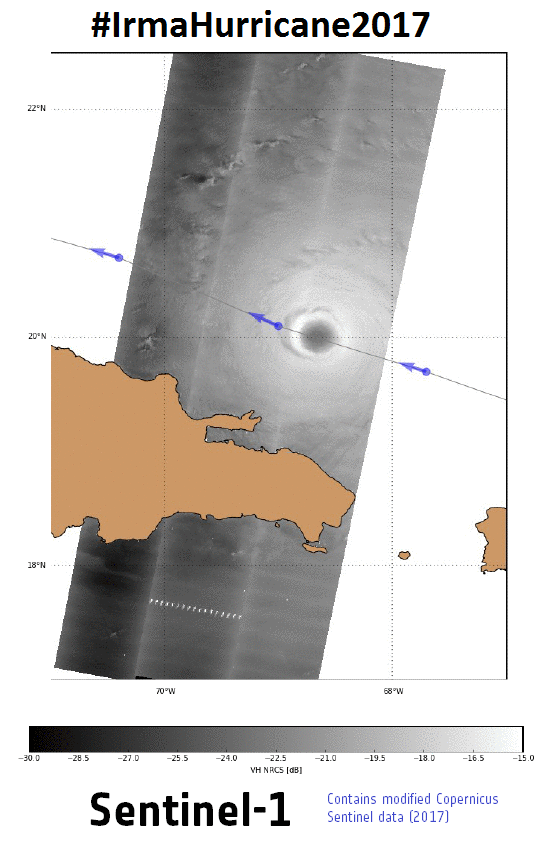 #IrmaHurricane2017
22°N
20°N
18°N
70°W 68°W
−30.0 −28.5 −27.0 −25.5 −24.0 −22.5 −21.0 −19.5 −18.0 −16.5 −15.0
VH NRCS [dB]
Sentinel-1
Contains modified Copernicus
Sentinel data (2017)